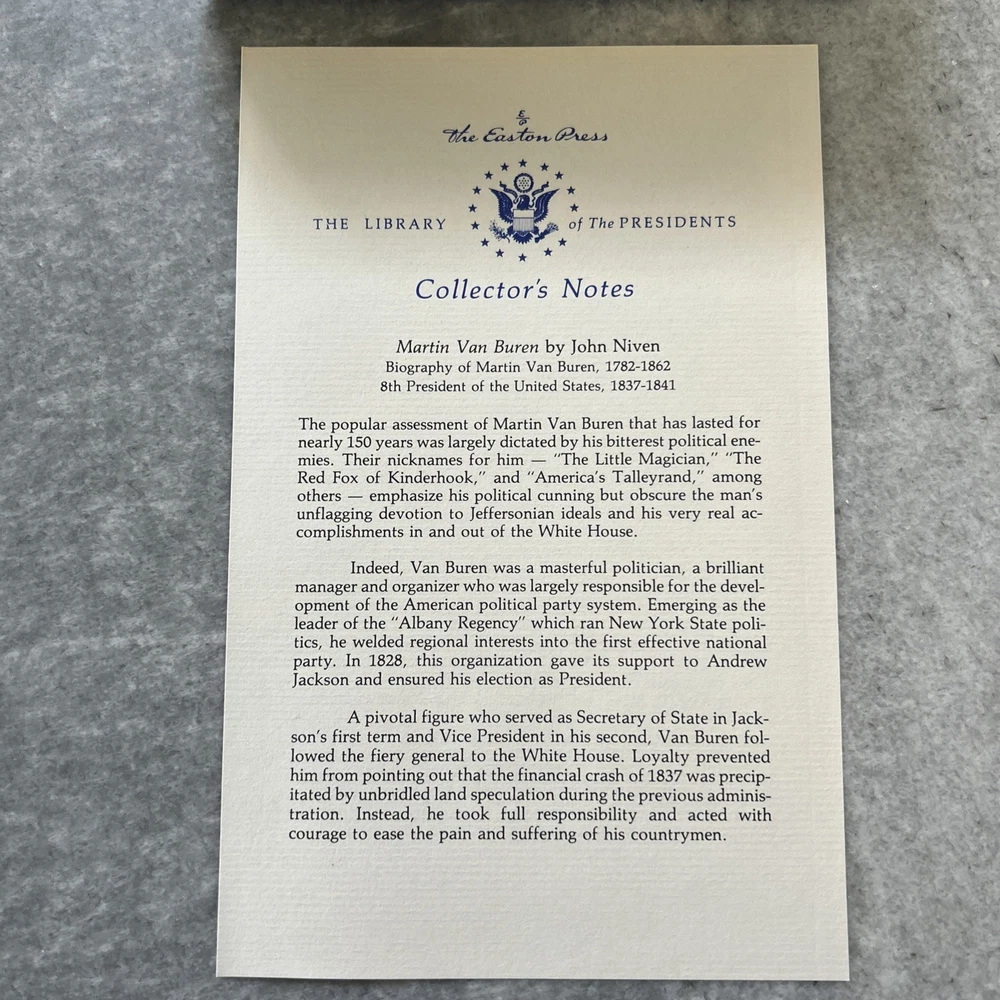 E/P
the Easton Press
THE LIBRARY of The PRESIDENTS
Collector's Notes
Martin Van Buren by John Niven
Biography of Martin Van Buren, 1782-1862
8th President of the United States, 1837-1841
The popular assessment of Martin Van Buren that has lasted for
nearly 150 years was largely dictated by his bitterest political ene-
mies. Their nicknames for him — “The Little Magician,” “The
Red Fox of Kinderhook,” and “America's Talleyrand,” among
others — emphasize his political cunning but obscure the man's
unflagging devotion to Jeffersonian ideals and his very real ac-
complishments in and out of the White House.
Indeed, Van Buren was a masterful politician, a brilliant
manager and organizer who was largely responsible for the devel-
opment of the American political party system. Emerging as the
leader of the “Albany Regency” which ran New York State poli-
tics, he welded regional interests into the first effective national
party. In 1828, this organization gave its support to Andrew
Jackson and ensured his election as President.
A pivotal figure who served as Secretary of State in Jack-
son's first term and Vice President in his second, Van Buren fol-
lowed the fiery general to the White House. Loyalty prevented
him from pointing out that the financial crash of 1837 was precip-
itated by unbridled land speculation during the previous adminis-
tration. Instead, he took full responsibility and acted with
courage to ease the pain and suffering of his countrymen.